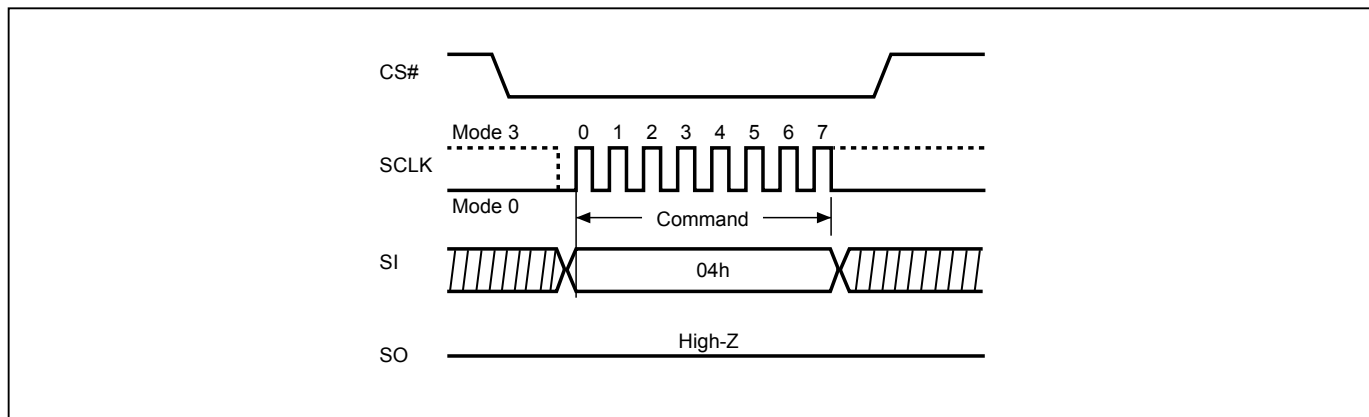 CS#
Mode 3 0 1 2 3 4 5 6 7
SCLK
Mode 0
Command
SI
04h
High-Z
SO